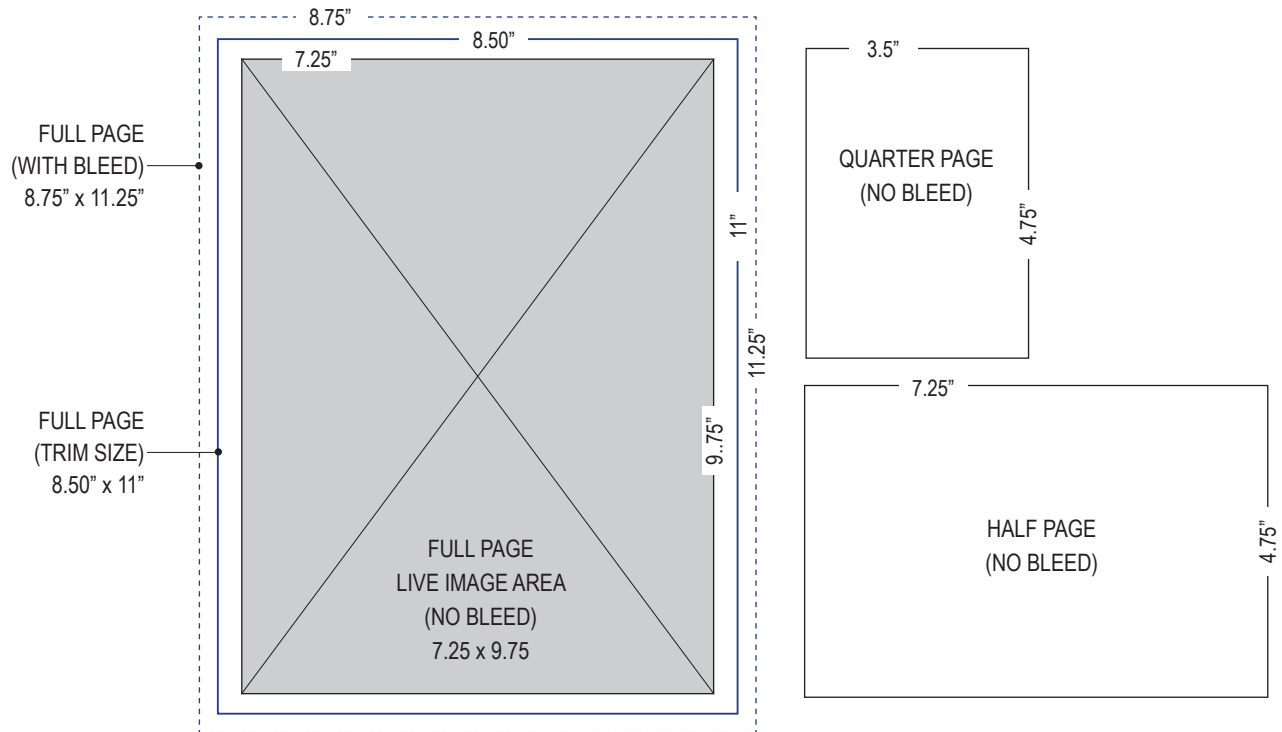 8.75”
8.50”
7.25”
FULL PAGE
(WITH BLEED)
8.75” x 11.25”
11”
11.25”
FULL PAGE
(TRIM SIZE)
8.50” x 11”
9..75”
FULL PAGE
LIVE IMAGE AREA
(NO BLEED)
7.25 x 9.75
3.5”
QUARTER PAGE
(NO BLEED)
4.75”
7.25”
HALF PAGE
(NO BLEED)
4.75”